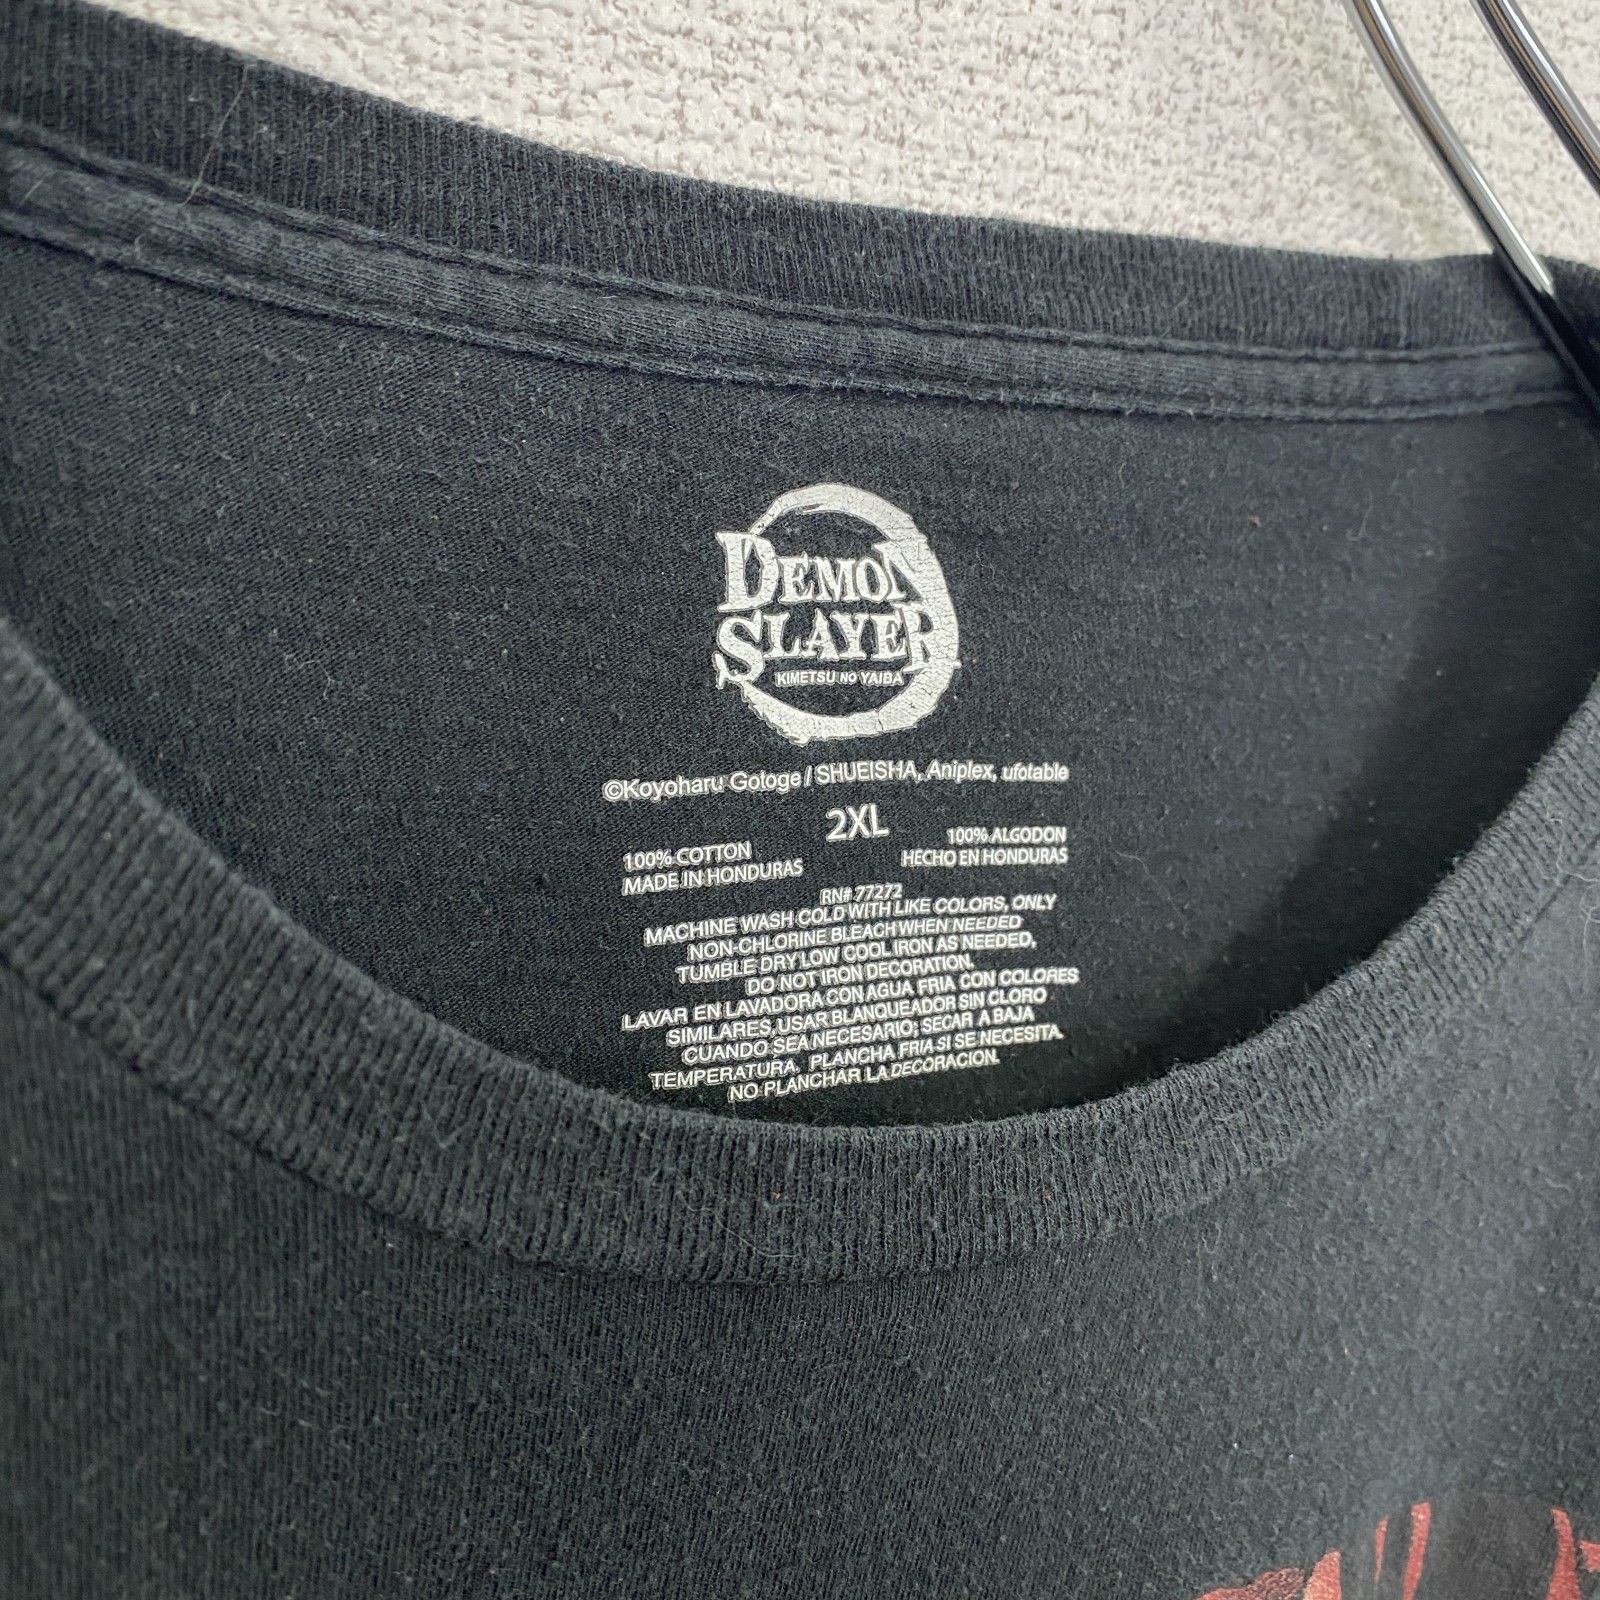 DEMON
SLAYER
KIMETSU NO YAIBA
©Koyoharu Gotoge / SHUEISHA, Aniplex, ufotable
2XL
100% COTTON
MADE IN HONDURAS
100% ALGODON
HECHO EN HONDURAS
RN# 77272
MACHINE WASH COLD WITH LIKE COLORS, ONLY
NON-CHLORINE BLEACH WHEN NEEDED
TUMBLE DRY LOW COOL IRON AS NEEDED,
DO NOT IRON DECORATION.
LAVAR EN LAVADORA CON AGUA FRIA CON COLORES
SIMILARES, USAR BLANQUEADOR SIN CLORO
CUANDO SEA NECESARIO; SECAR A BAJA
TEMPERATURA, PLANCHA FRIA SI SE NECESITA.
NO PLANCHAR LA DECORACION.